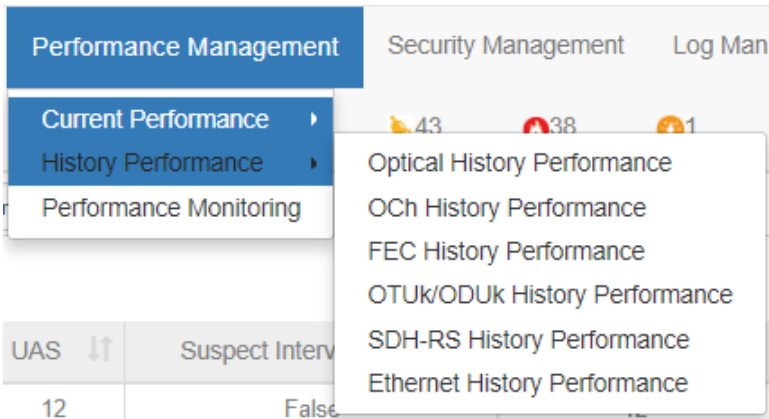 Performance Management Security Management Log Man
Current Performance 43 38 1
History Performance Optical History Performance
Performance Monitoring OCh History Performance
FEC History Performance
OTUk/ODUk History Performance
UAS Suspect Interv SDH-RS History Performance
12 False Ethernet History Performance